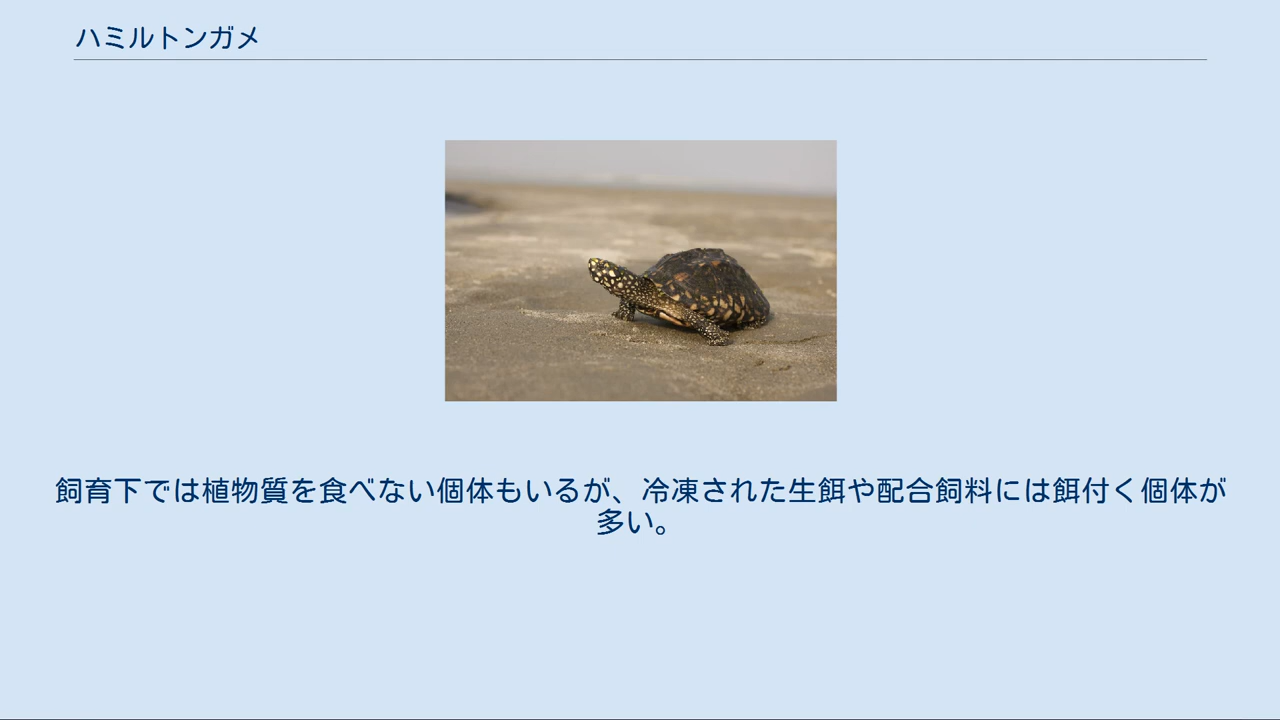 ハミルトンガメ
飼育下では植物質を食べない個体もいるが、冷凍された生餌や配合飼料には餌付く個体が
多い。